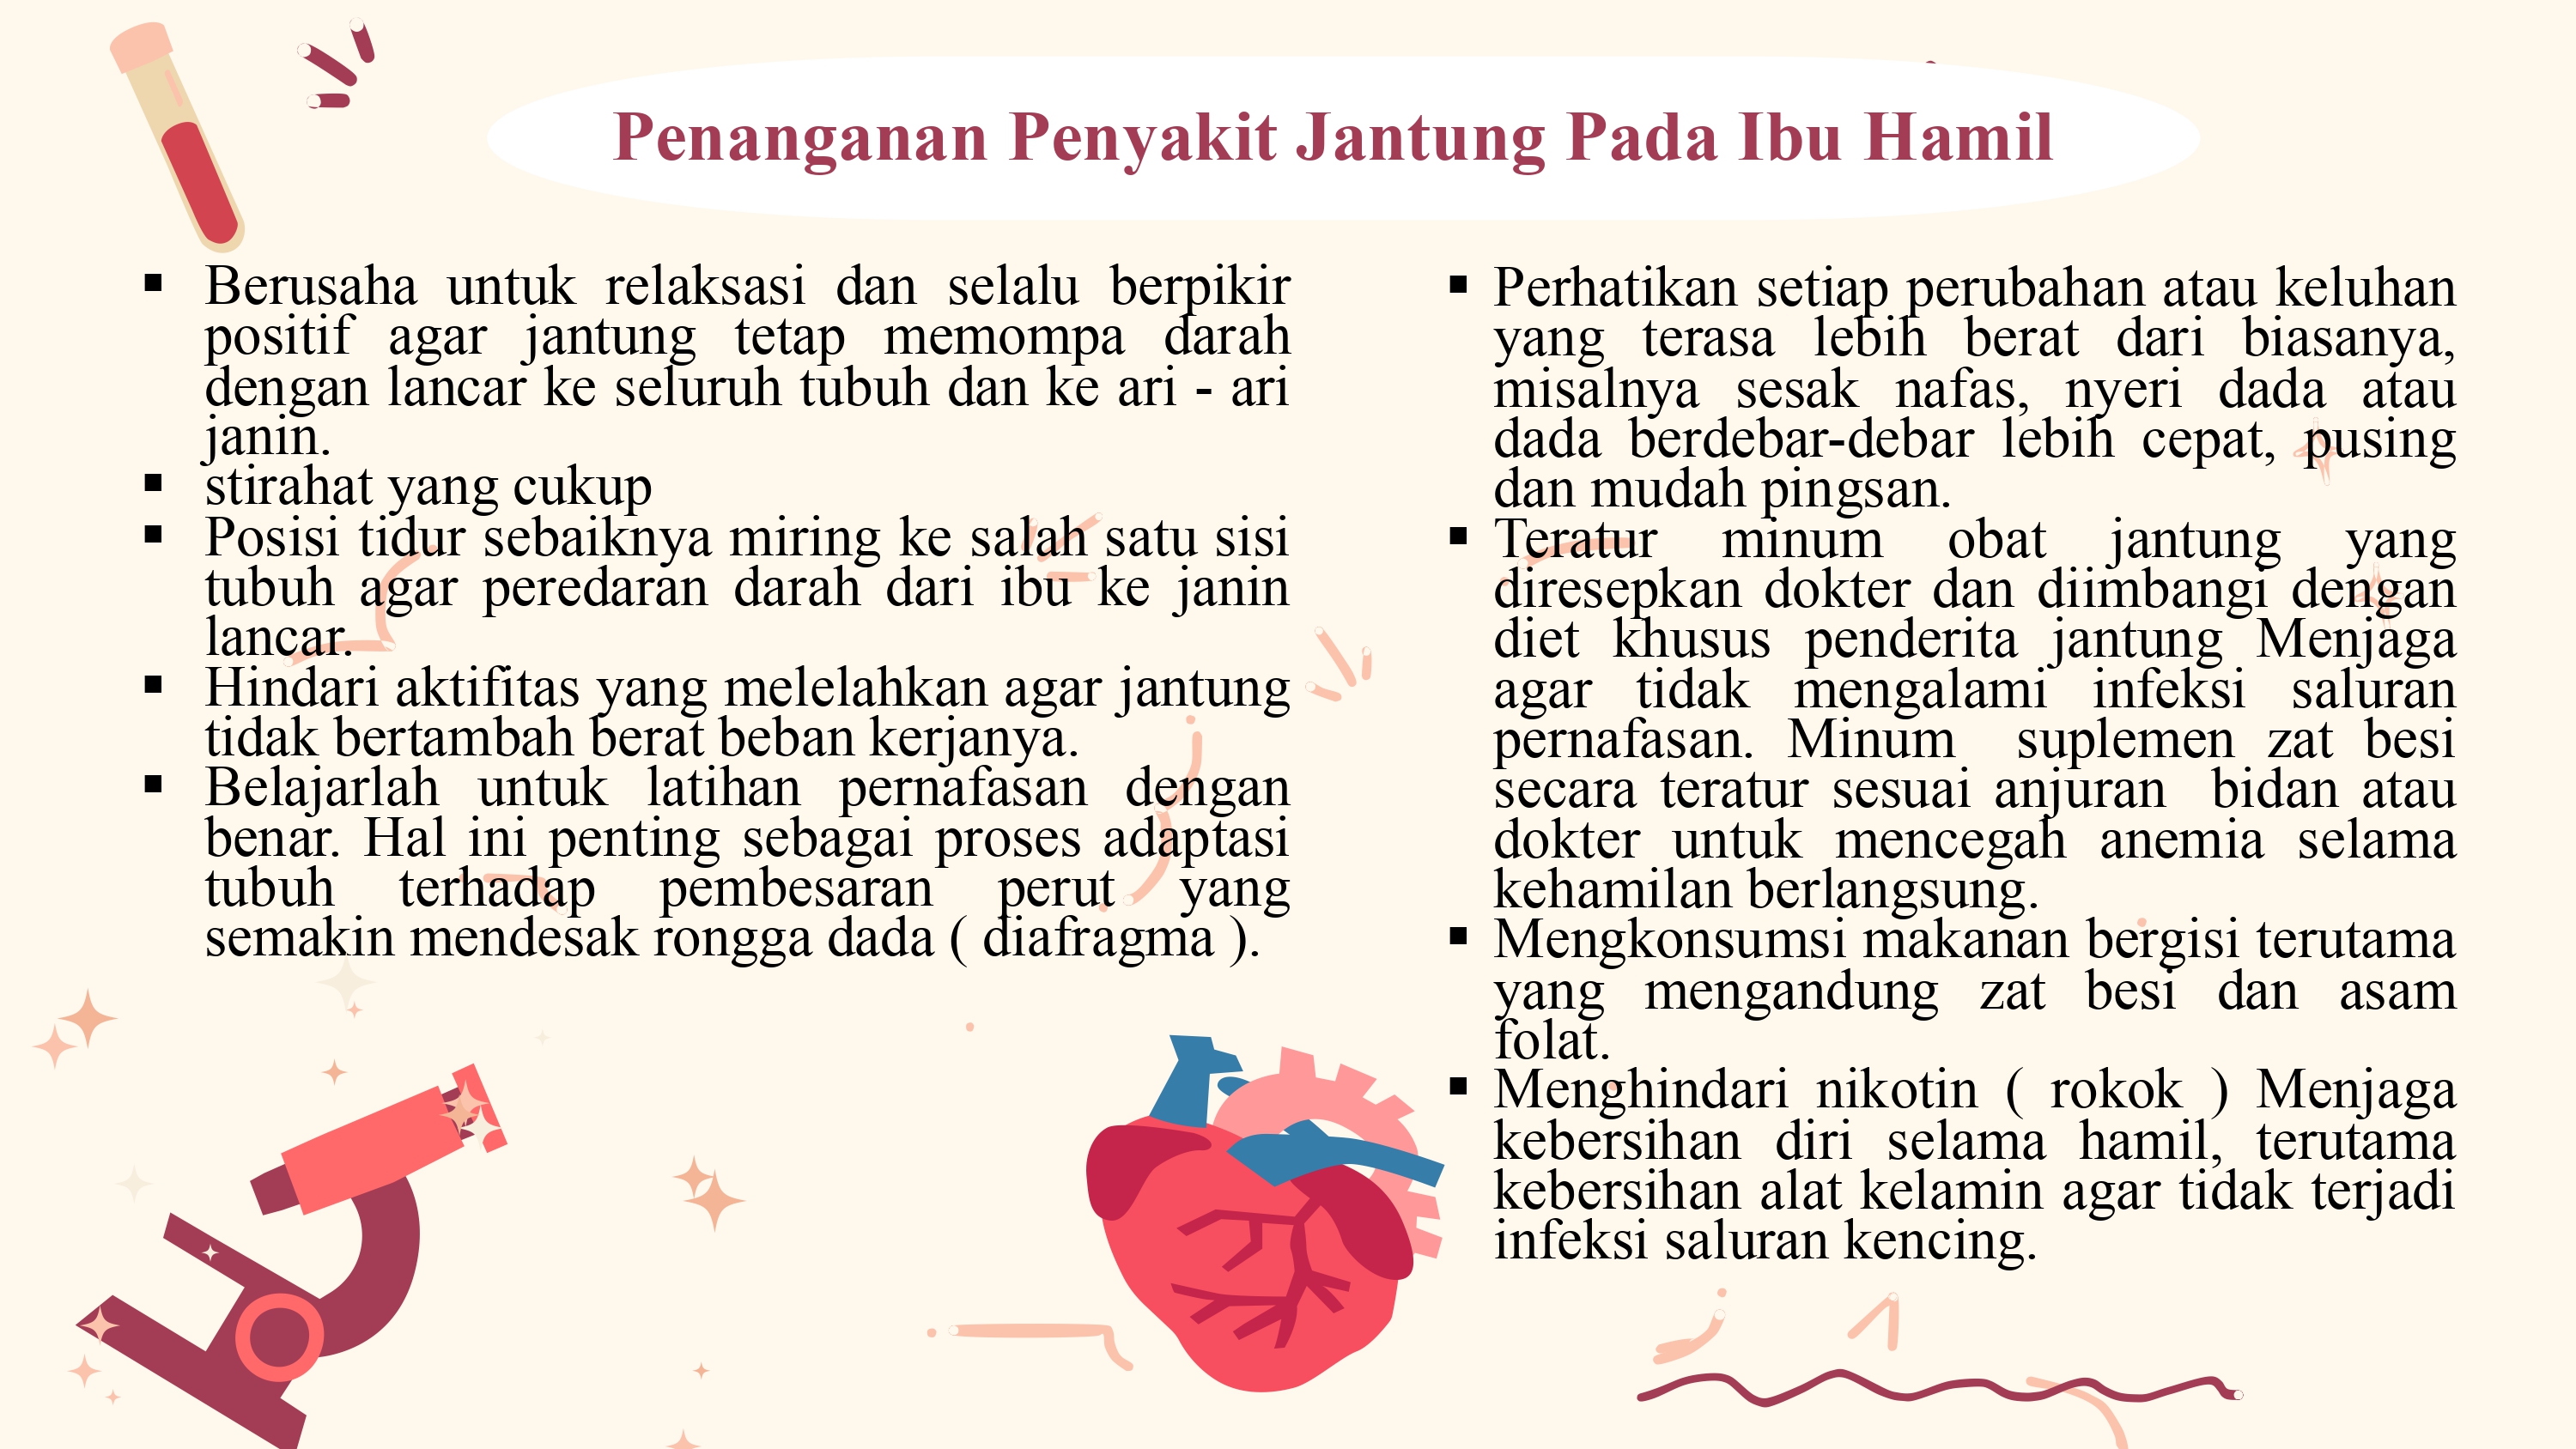 Penanganan Penyakit Jantung Pada Ibu Hamil
▪ Berusaha untuk relaksasi dan selalu berpikir
positif agar jantung tetap memompa darah
dengan lancar ke seluruh tubuh dan ke ari - ari
janin.
▪ stirahat yang cukup
▪ Posisi tidur sebaiknya miring ke salah satu sisi
tubuh agar peredaran darah dari ibu ke janin
lancar.
▪ Hindari aktifitas yang melelahkan agar jantung
tidak bertambah berat beban kerjanya.
▪ Belajarlah untuk latihan pernafasan dengan
benar. Hal ini penting sebagai proses adaptasi
tubuh terhadap pembesaran perut yang
semakin mendesak rongga dada ( diafragma ).
▪ Perhatikan setiap perubahan atau keluhan
yang terasa lebih berat dari biasanya,
misalnya sesak nafas, nyeri dada atau
dada berdebar-debar lebih cepat, pusing
dan mudah pingsan.
▪ Teratur minum obat jantung yang
diresepkan dokter dan diimbangi dengan
diet khusus penderita jantung Menjaga
agar tidak mengalami infeksi saluran
pernafasan. Minum suplemen zat besi
secara teratur sesuai anjuran bidan atau
dokter untuk mencegah anemia selama
kehamilan berlangsung.
▪ Mengkonsumsi makanan bergisi terutama
yang mengandung zat besi dan asam
folat.
▪ Menghindari nikotin ( rokok ) Menjaga
kebersihan diri selama hamil, terutama
kebersihan alat kelamin agar tidak terjadi
infeksi saluran kencing.